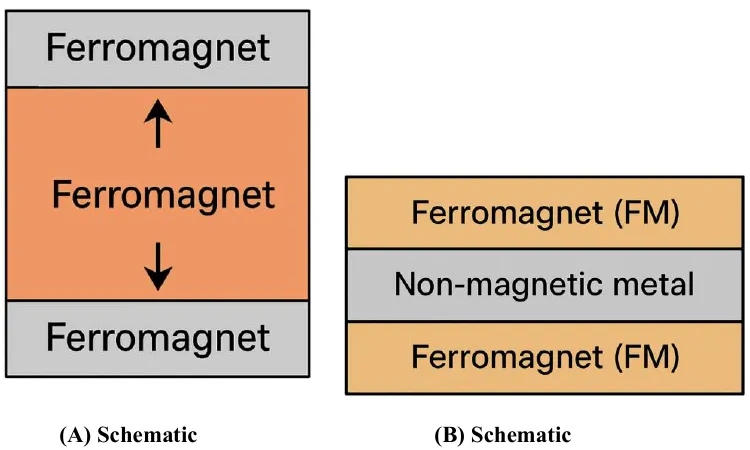 Ferromagnet
Ferromagnet
Ferromagnet
(A) Schematic
Ferromagnet (FM)
Non-magnetic metal
Ferromagnet (FM)
(B) Schematic